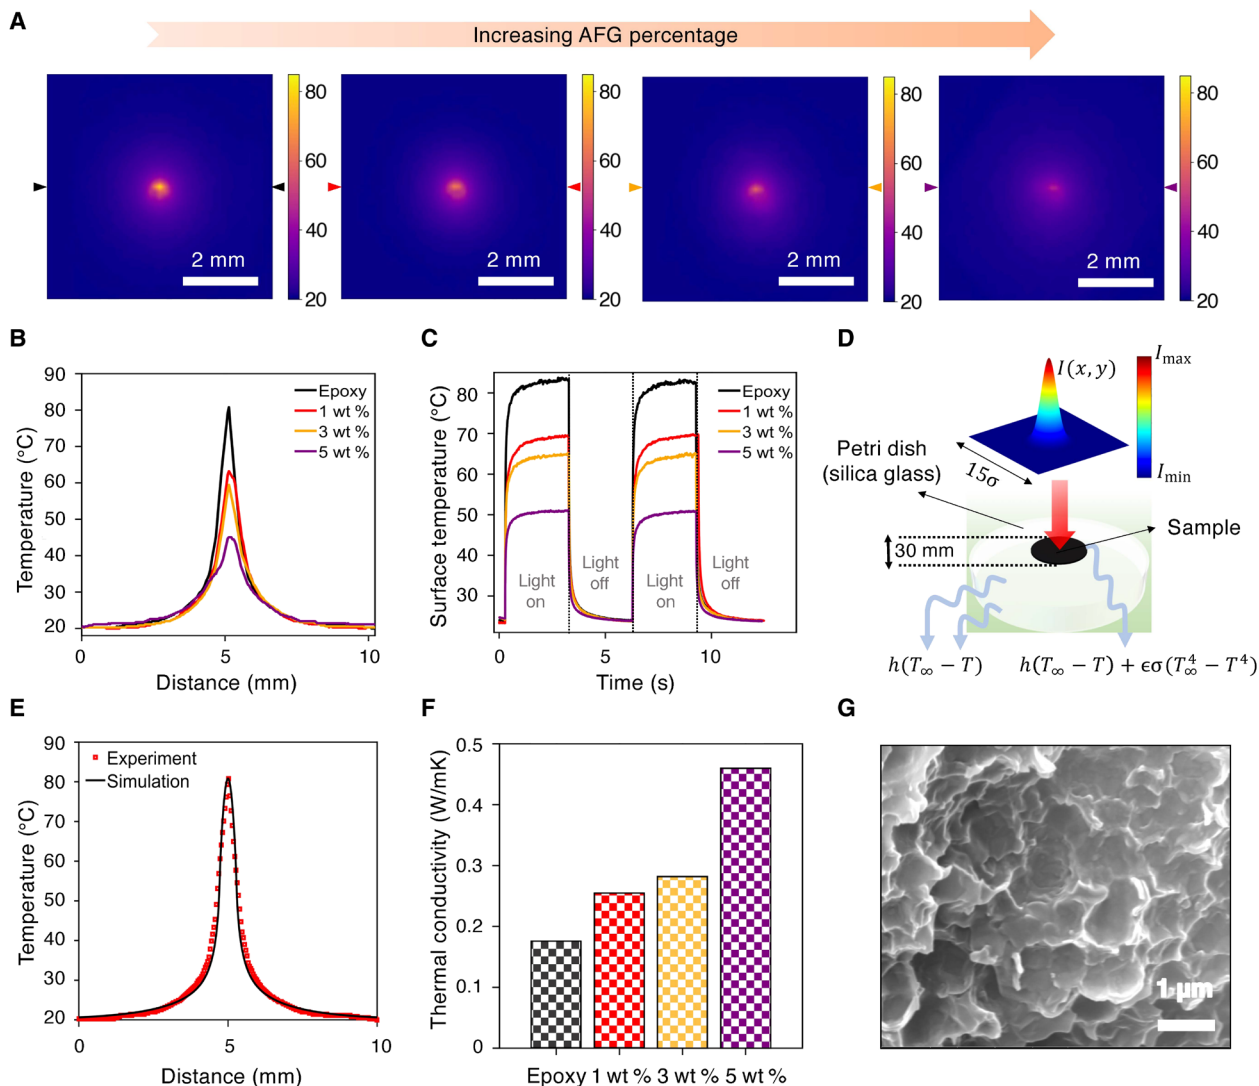 A
Increasing AFG percentage
80
60
40
20
2 mm
80
60
40
20
2 mm
80
60
40
20
2 mm
80
60
40
20
2 mm
B
90
80
70
60
50
40
30
20
Temperature (°C)
0
5
10
Distance (mm)
Epoxy
1 wt %
3 wt %
5 wt %
C
80
70
60
50
40
30
Surface temperature (°C)
0
5
10
Time (s)
Epoxy
1 wt %
3 wt %
5 wt %
Light
on
Light
off
Light
on
Light
off
D
I(x, y)
Imax
Imin
15σ
Petri dish
(silica glass)
Sample
30 mm
h(T∞ − T)
h(T∞ − T) + ϵσ(T∞⁴ − T⁴)
E
90
80
70
60
50
40
30
20
Temperature (°C)
Experiment
Simulation
0
5
10
Distance (mm)
F
0.5
0.4
0.3
0.2
0.1
0
Thermal conductivity (W/mK)
Epoxy 1 wt % 3 wt % 5 wt %
G
1 µm